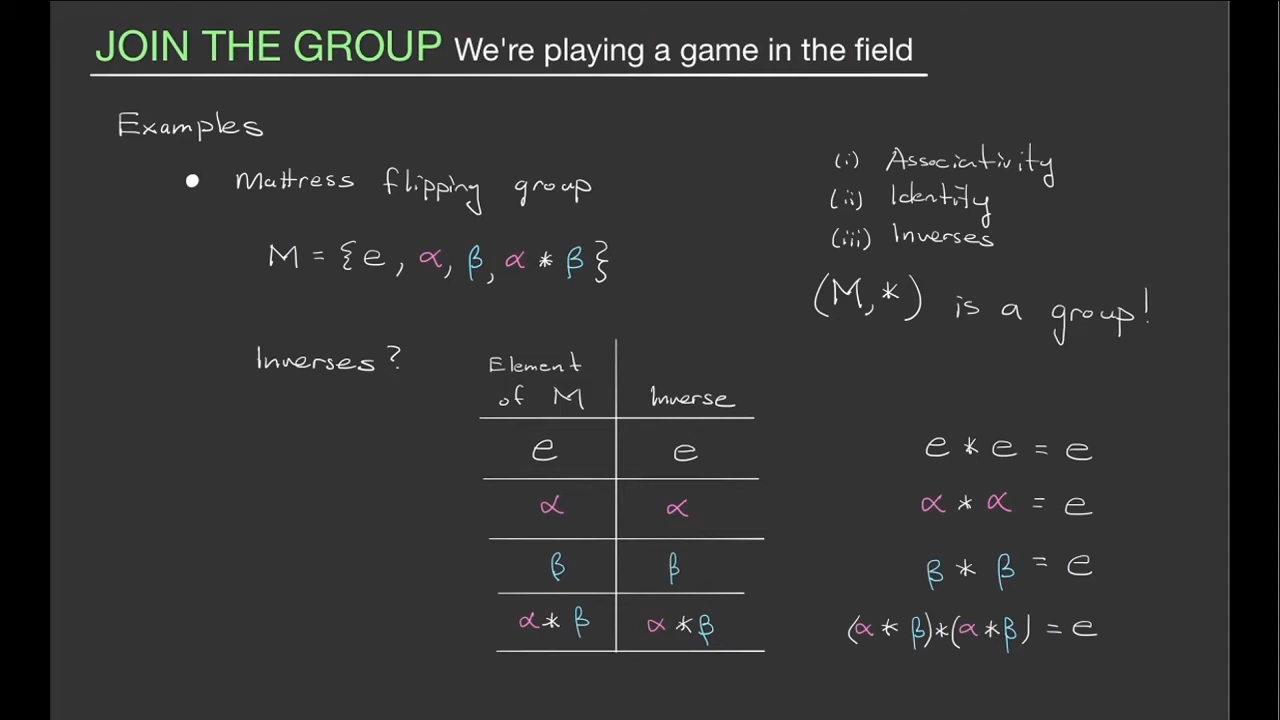 JOIN THE GROUP We're playing a game in the field
Examples
• Mattress flipping group
M = {e, α, β, α * β}
(i) Associativity
(ii) Identity
(iii) Inverses
(M, *) is a group!
Inverses?
Element of M | Inverse
e | e
α | α
β | β
α * β | α * β
e * e = e
α * α = e
β * β = e
(α * β) * (α * β) = e